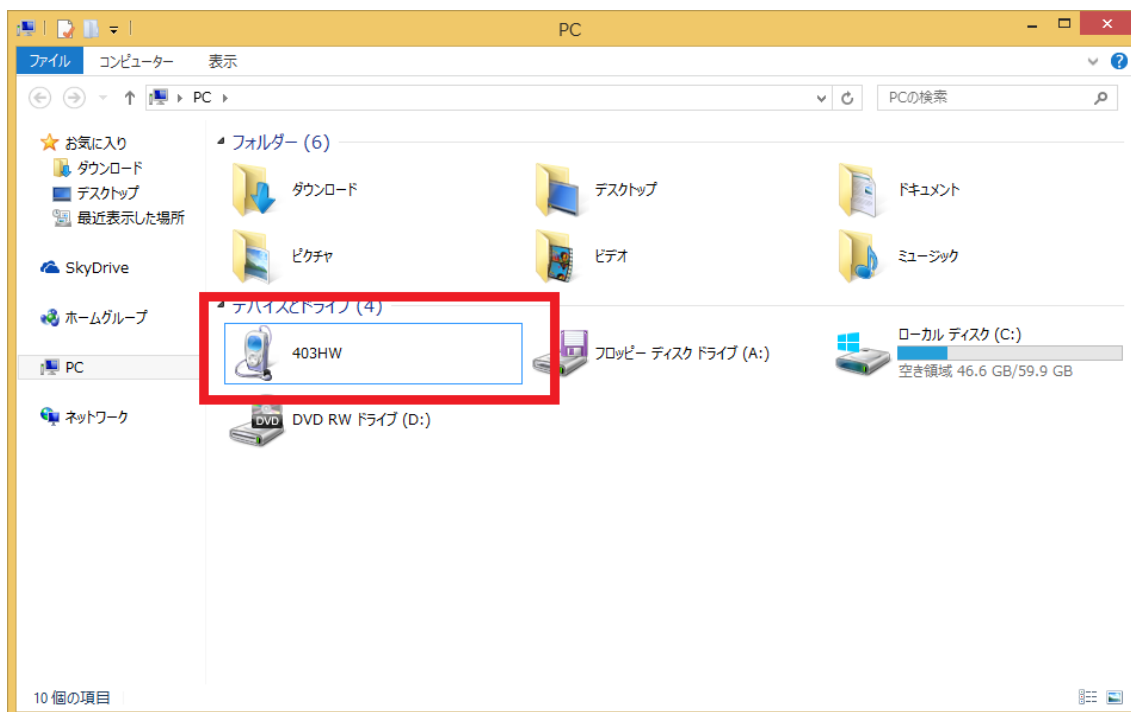 PC
ファイル コンピューター 表示
PC
PCの検索
お気に入り
ダウンロード
デスクトップ
最近表示した場所
SkyDrive
ホームグループ
PC
ネットワーク
フォルダー (6)
ダウンロード
デスクトップ
ドキュメント
ピクチャ
ビデオ
ミュージック
デバイスとドライブ (4)
403HW
フロッピー ディスク ドライブ (A:)
ローカル ディスク (C:)
空き領域 46.6 GB/59.9 GB
DVD
DVD RW ドライブ (D:)
10 個の項目